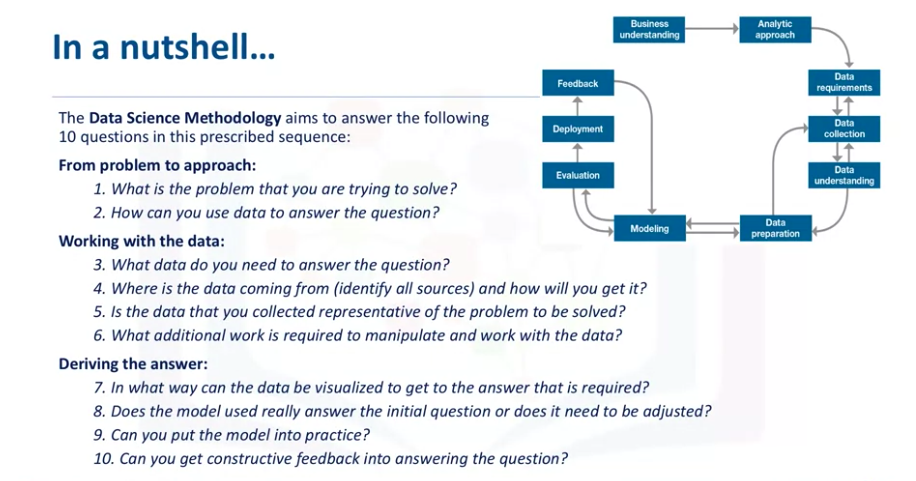 In a nutshell...
The Data Science Methodology aims to answer the following
10 questions in this prescribed sequence:
From problem to approach:
1. What is the problem that you are trying to solve?
2. How can you use data to answer the question?
Working with the data:
3. What data do you need to answer the question?
4. Where is the data coming from (identify all sources) and how will you get it?
5. Is the data that you collected representative of the problem to be solved?
6. What additional work is required to manipulate and work with the data?
Deriving the answer:
7. In what way can the data be visualized to get to the answer that is required?
8. Does the model used really answer the initial question or does it need to be adjusted?
9. Can you put the model into practice?
10. Can you get constructive feedback into answering the question?
Business
understanding
Analytic
approach
Data
requirements
Data
collection
Data
understanding
Data
preparation
Modeling
Evaluation
Deployment
Feedback